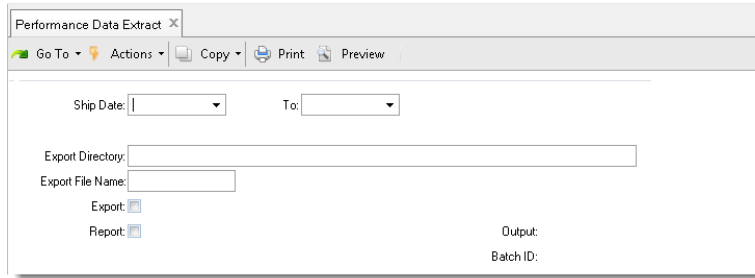 Performance Data Extract
Go To Actions Copy Print Preview
Ship Date: To:
Export Directory:
Export File Name:
Export:
Report: Output:
Batch ID: